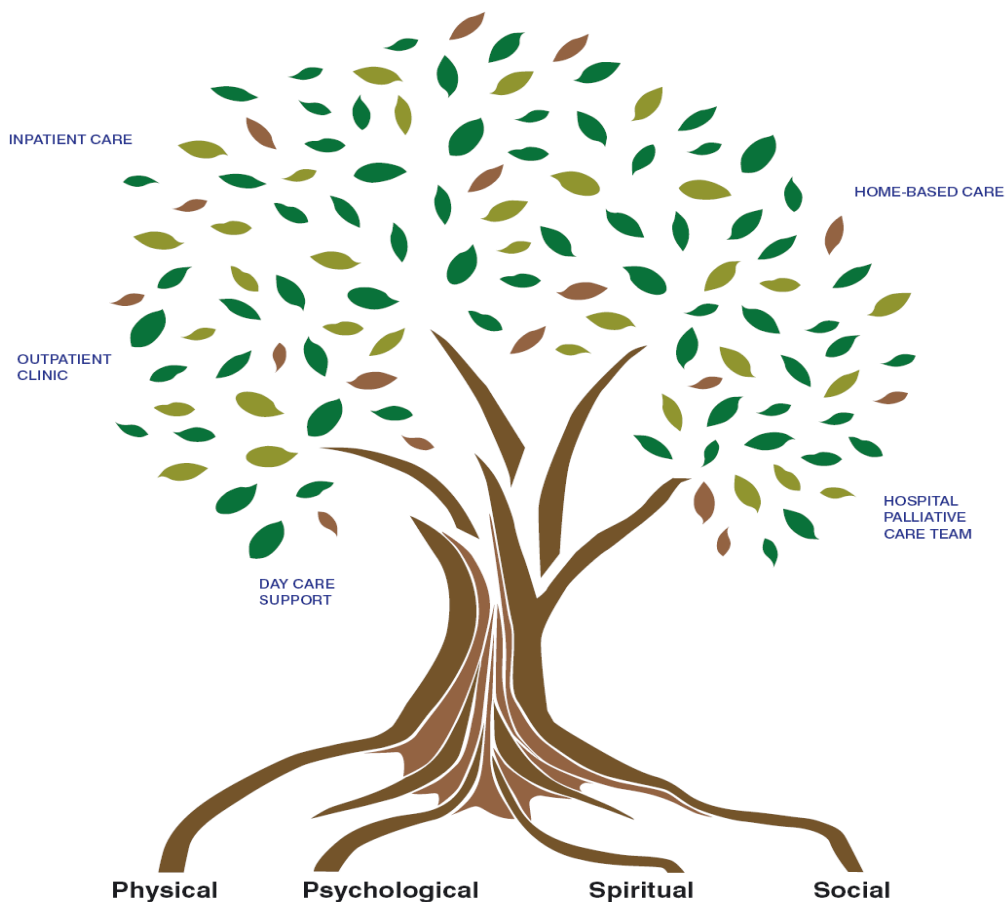 INPATIENT CARE
HOME-BASED CARE
OUTPATIENT
CLINIC
HOSPITAL
PALLIATIVE
CARE TEAM
DAY CARE
SUPPORT
Physical
Psychological
Spiritual
Social